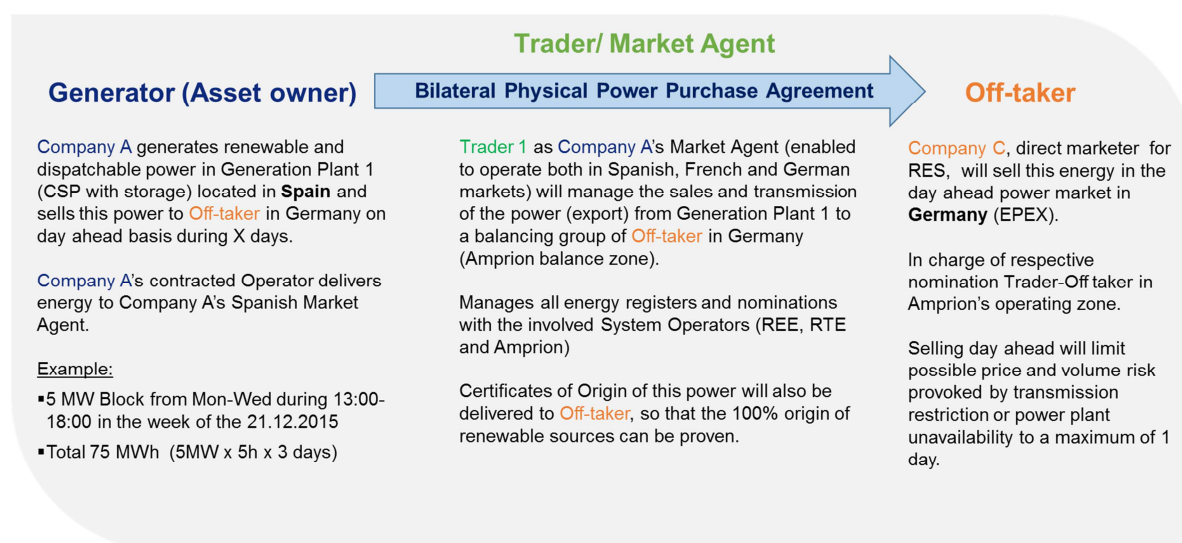 Trader/ Market Agent
Generator (Asset owner)
Bilateral Physical Power Purchase Agreement
Off-taker
Company A generates renewable and
dispatchable power in Generation Plant 1
(CSP with storage) located in Spain and
sells this power to Off-taker in Germany on
day ahead basis during X days.
Company A's contracted Operator delivers
energy to Company A's Spanish Market
Agent.
Example:
▪5 MW Block from Mon-Wed during 13:00-
18:00 in the week of the 21.12.2015
▪Total 75 MWh (5MW x 5h x 3 days)
Trader 1 as Company A's Market Agent (enabled
to operate both in Spanish, French and German
markets) will manage the sales and transmission
of the power (export) from Generation Plant 1 to
a balancing group of Off-taker in Germany
(Amprion balance zone).
Manages all energy registers and nominations
with the involved System Operators (REE, RTE
and Amprion)
Certificates of Origin of this power will also be
delivered to Off-taker, so that the 100% origin of
renewable sources can be proven.
Company C, direct marketer for
RES, will sell this energy in the
day ahead power market in
Germany (EPEX).
In charge of respective
nomination Trader-Off taker in
Amprion's operating zone.
Selling day ahead will limit
possible price and volume risk
provoked by transmission
restriction or power plant
unavailability to a maximum of 1
day.